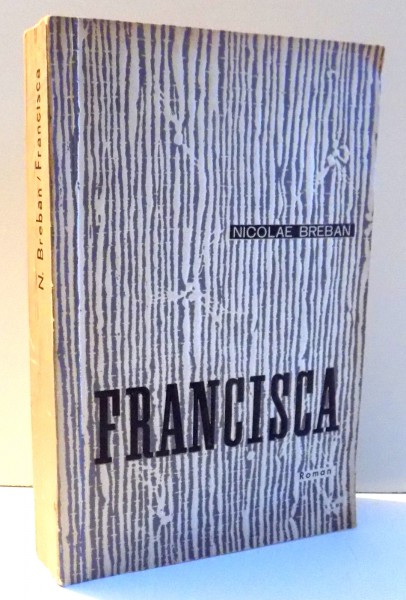 N. Breban / Francisca
NICOLAE BREBAN
FRANCISCA
Roman